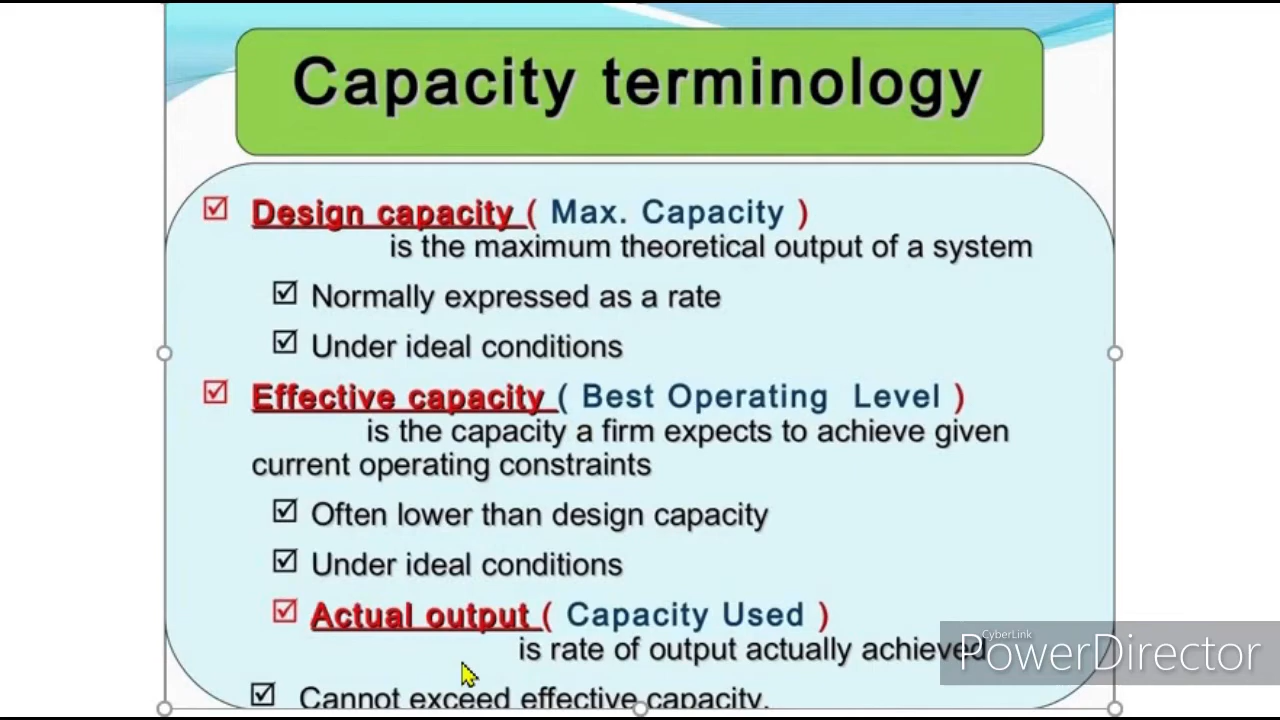 Capacity terminology
Design capacity ( Max. Capacity )
is the maximum theoretical output of a system
Normally expressed as a rate
Under ideal conditions
Effective capacity ( Best Operating Level )
is the capacity a firm expects to achieve given
current operating constraints
Often lower than design capacity
Under ideal conditions
Actual output ( Capacity Used )
is rate of output actually achieved
Cannot exceed effective capacity.
CyberLink
PowerDirector